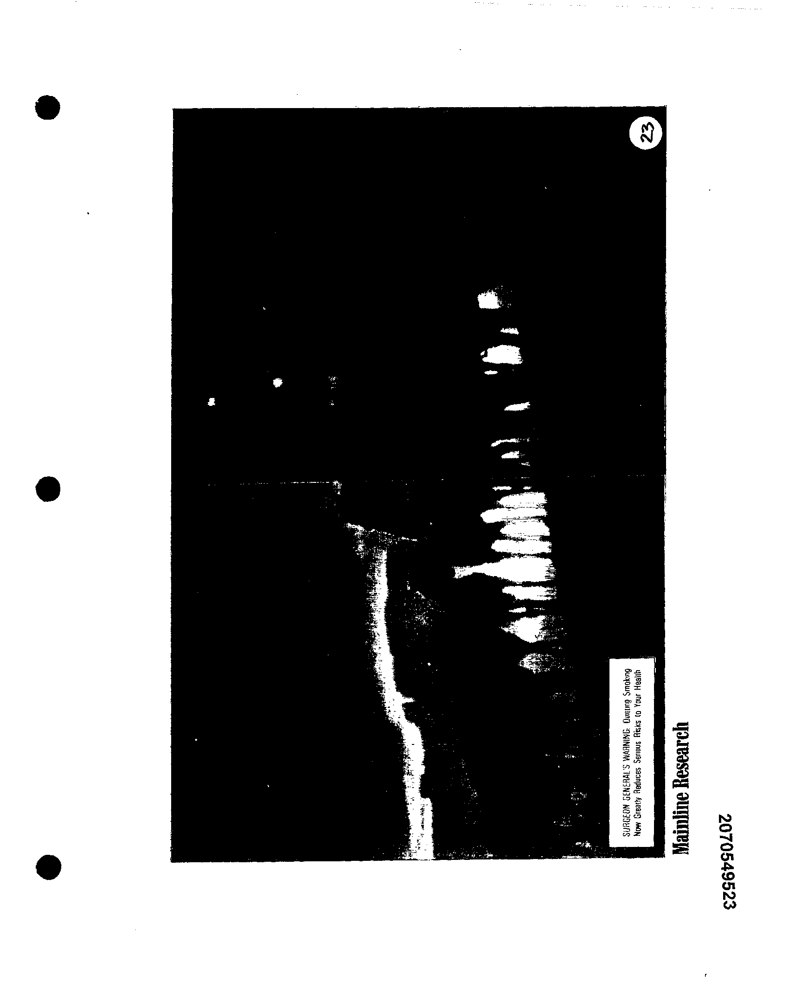 23
SURGEON GENERAL'S WARNING: Quitting Smoking
Now Greatly Reduces Serious Risks to Your Health
Mainline Research
2070549523